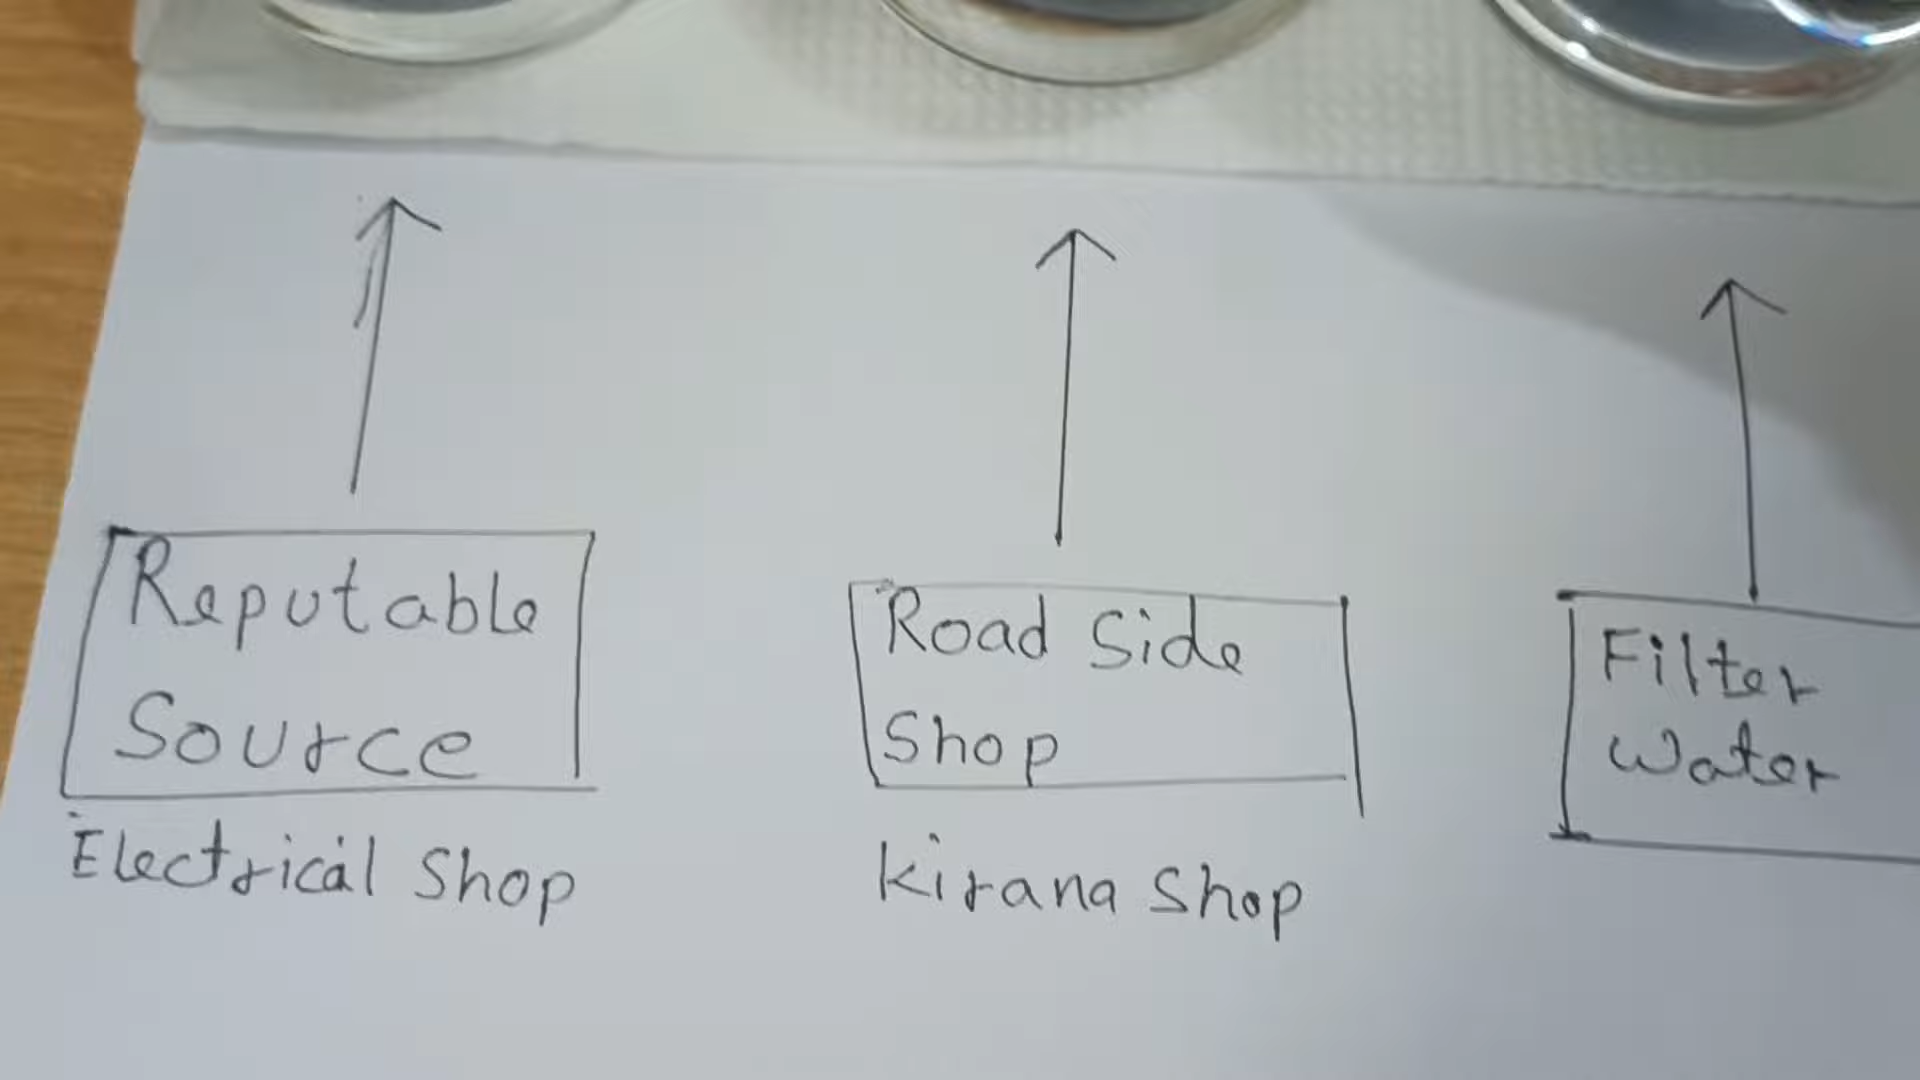 Reputable
Source
Electrical Shop
Road Side
Shop
Kirana Shop
Filter
Water